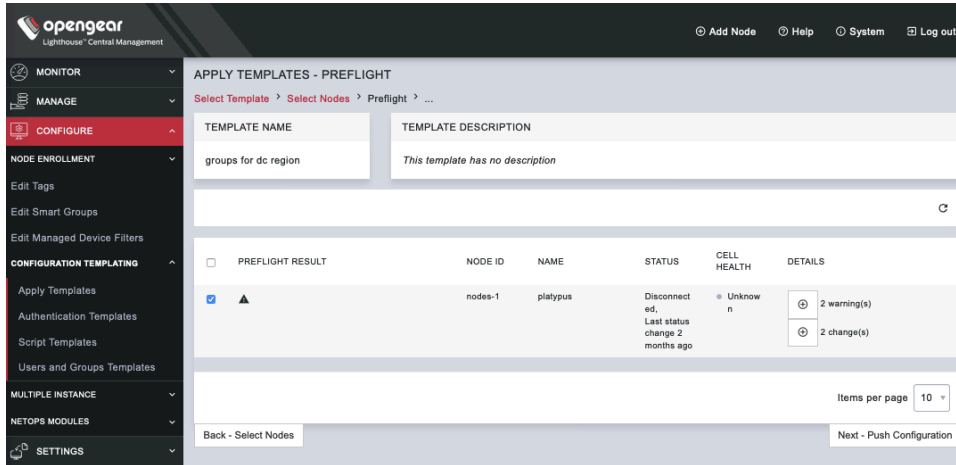 opengear
Lighthouse™ Central Management
Add Node
Help
System
Log out
MONITOR
MANAGE
CONFIGURE
NODE ENROLLMENT
Edit Tags
Edit Smart Groups
Edit Managed Device Filters
CONFIGURATION TEMPLATING
Apply Templates
Authentication Templates
Script Templates
Users and Groups Templates
MULTIPLE INSTANCE
NETOPS MODULES
SETTINGS
APPLY TEMPLATES - PREFLIGHT
Select Template > Select Nodes > Preflight > ...
TEMPLATE NAME
groups for dc region
TEMPLATE DESCRIPTION
This template has no description
PREFLIGHT RESULT
NODE ID
NAME
STATUS
CELL
HEALTH
DETAILS
nodes-1
platypus
Disconnect
ed,
Last status
change 2
months ago
Unknow
n
2 warning(s)
2 change(s)
Items per page 10
Back - Select Nodes
Next - Push Configuration